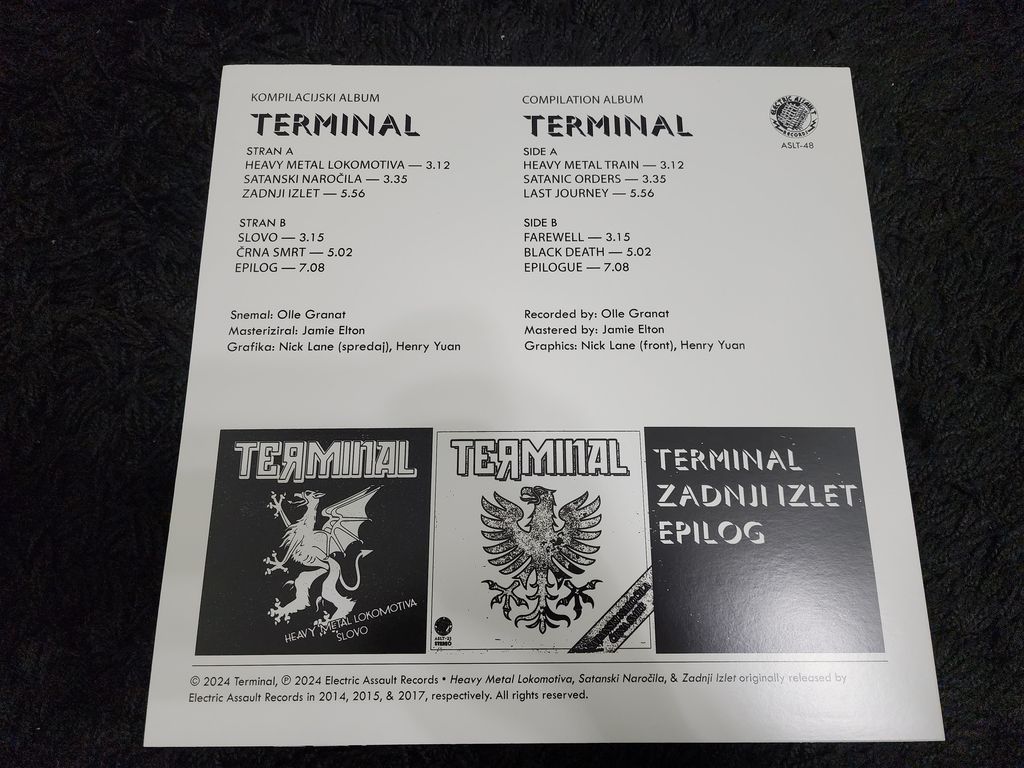 KOMPILACIJSKI ALBUM
TERMINAL
STRAN A
HEAVY METAL LOKOMOTIVA — 3.12
SATANSKI NAROČILA — 3.35
ZADNJI IZLET — 5.56
STRAN B
SLOVO — 3.15
ČRNA SMRT — 5.02
EPILOG — 7.08
Snemal: Olle Granat
Masteriziral: Jamie Elton
Grafika: Nick Lane (spredaj), Henry Yuan
COMPILATION ALBUM
TERMINAL
SIDE A
HEAVY METAL TRAIN — 3.12
SATANIC ORDERS — 3.35
LAST JOURNEY — 5.56
SIDE B
FAREWELL — 3.15
BLACK DEATH — 5.02
EPILOGUE — 7.08
Recorded by: Olle Granat
Mastered by: Jamie Elton
Graphics: Nick Lane (front), Henry Yuan
ELECTRIC ASSAULT
RECORDS
ASLT-48
TERMINAL
HEAVY METAL LOKOMOTIVA
SLOVO
TERMINAL
ASLT-23
STEREO
TERMINAL
ZADNJI IZLET
EPILOG
© 2024 Terminal, ℗ 2024 Electric Assault Records • Heavy Metal Lokomotiva, Satanski Naročila, & Zadnji Izlet originally released by
Electric Assault Records in 2014, 2015, & 2017, respectively. All rights reserved.